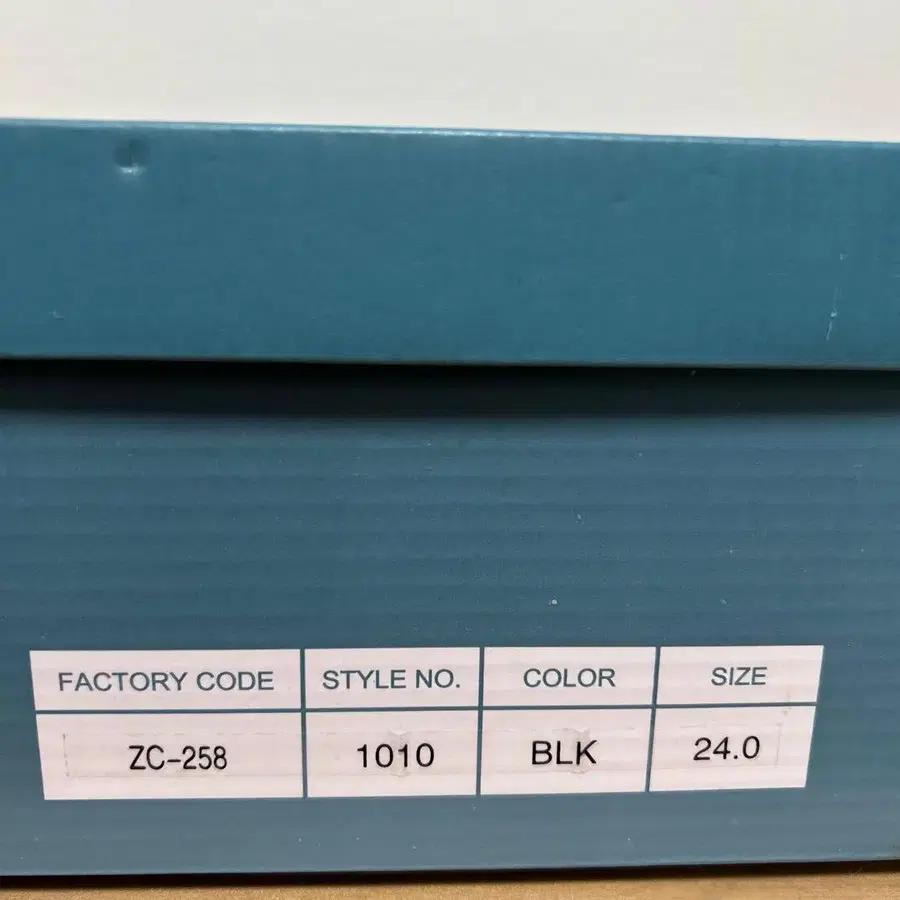 FACTORY CODE STYLE NO. COLOR SIZE
ZC-258 1010 BLK 24.0